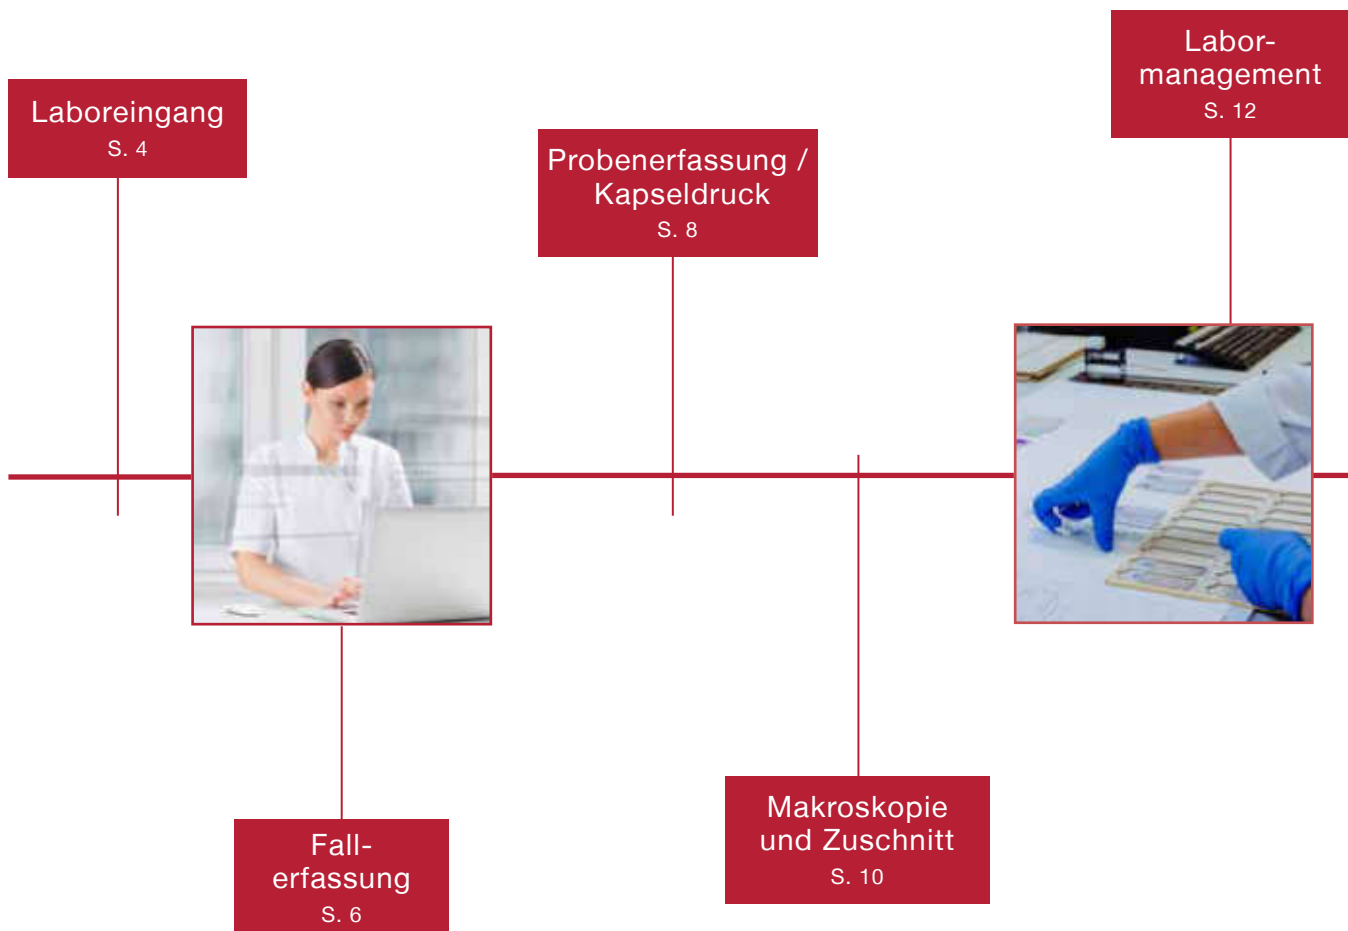 Laboreingang
S. 4
Fall-
erfassung
S. 6
Probenerfassung /
Kapseldruck
S. 8
Makroskopie
und Zuschnitt
S. 10
Labor-
management
S. 12